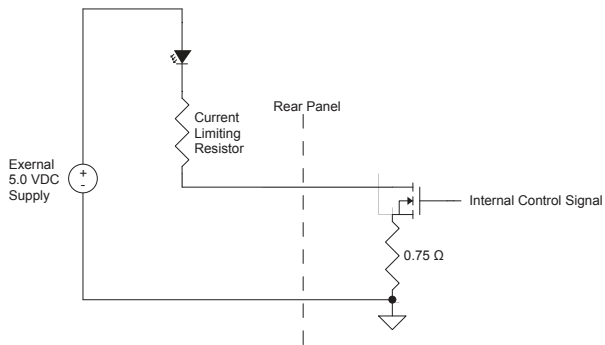 Rear Panel
Current
Limiting
Resistor
Exernal
5.0 VDC
Supply
+
-
Internal Control Signal
0.75 Ω